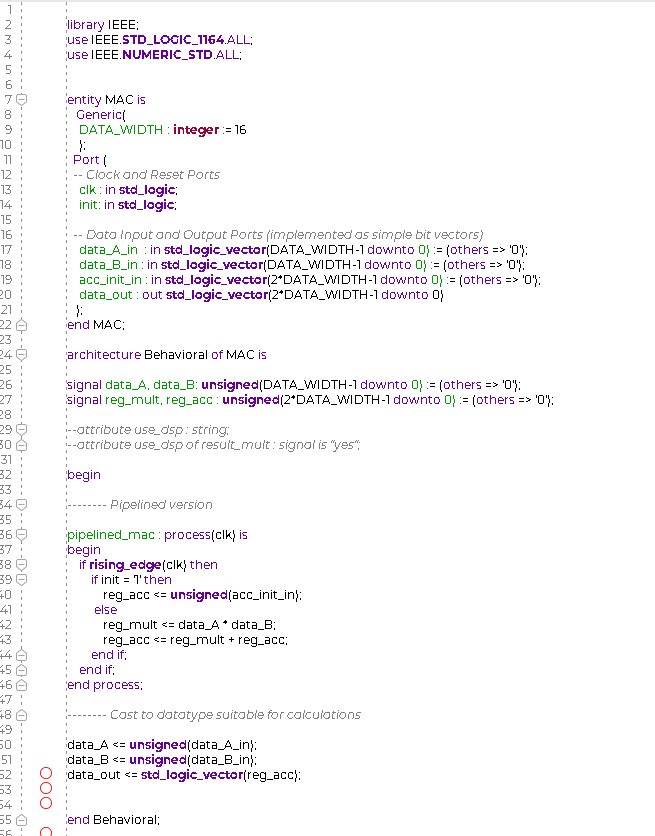 1
2 library IEEE;
3 use IEEE.STD_LOGIC_1164.ALL;
4 use IEEE.NUMERIC_STD.ALL;
5
6
7 entity MAC is
8 Generic(
9 DATA_WIDTH : integer := 16
10 );
11 Port (
12 -- Clock and Reset Ports
13 clk : in std_logic;
14 init: in std_logic;
15
16 -- Data Input and Output Ports (implemented as simple bit vectors)
17 data_A_in : in std_logic_vector(DATA_WIDTH-1 downto 0) := (others => '0');
18 data_B_in : in std_logic_vector(DATA_WIDTH-1 downto 0) := (others => '0');
19 acc_init_in : in std_logic_vector(2*DATA_WIDTH-1 downto 0) := (others => '0');
20 data_out : out std_logic_vector(2*DATA_WIDTH-1 downto 0)
21 );
22 end MAC;
23
24 architecture Behavioral of MAC is
25
26 signal data_A, data_B: unsigned(DATA_WIDTH-1 downto 0) := (others => '0');
27 signal reg_mult, reg_acc : unsigned(2*DATA_WIDTH-1 downto 0) := (others => '0');
28
29 --attribute use_dsp : string;
30 --attribute use_dsp of result_mult : signal is "yes";
31
32 begin
33
34 -------- Pipelined version
35
36 pipelined_mac : process(clk) is
37 begin
38 if rising_edge(clk) then
39 if init = '1' then
40 reg_acc <= unsigned(acc_init_in);
41 else
42 reg_mult <= data_A * data_B;
43 reg_acc <= reg_mult + reg_acc;
44 end if;
45 end if;
46 end process;
47
48 -------- Cast to datatype suitable for calculations
49
50 data_A <= unsigned(data_A_in);
51 data_B <= unsigned(data_B_in);
52 data_out <= std_logic_vector(reg_acc);
53
54
55 end Behavioral;
56